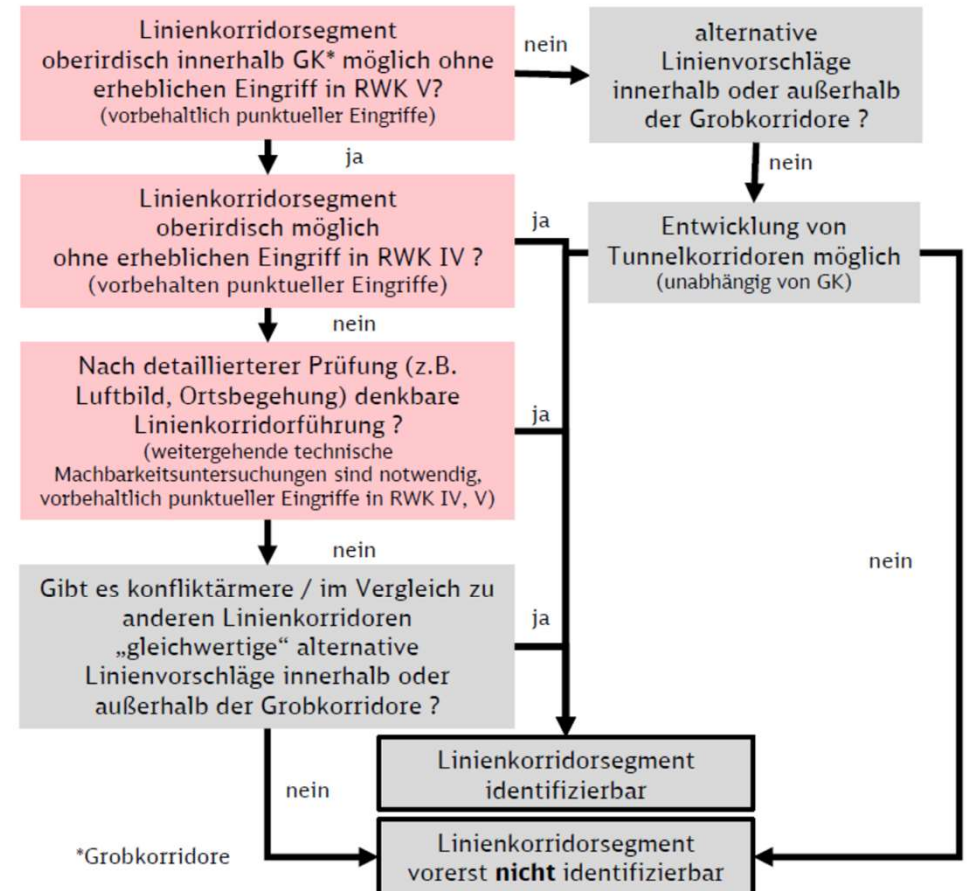 Linienkorridorsegment
oberirdisch innerhalb GK* möglich ohne
erheblichen Eingriff in RWK V?
(vorbehaltlich punktueller Eingriffe)
nein
alternative
Linienvorschläge
innerhalb oder außerhalb
der Grobkorridore ?
ja
nein
Linienkorridorsegment
oberirdisch möglich
ohne erheblichen Eingriff in RWK IV ?
(vorbehalten punktueller Eingriffe)
ja
Entwicklung von
Tunnelkorridoren möglich
(unabhängig von GK)
nein
Nach detaillierterer Prüfung (z.B.
Luftbild, Ortsbegehung) denkbare
Linienkorridorführung ?
(weitergehende technische
Machbarkeitsuntersuchungen sind notwendig,
vorbehaltlich punktueller Eingriffe in RWK IV, V)
ja
nein
nein
Gibt es konfliktärmere / im Vergleich zu
anderen Linienkorridoren
„gleichwertige“ alternative
Linienvorschläge innerhalb oder
außerhalb der Grobkorridore ?
ja
nein
Linienkorridorsegment
identifizierbar
*Grobkorridore
Linienkorridorsegment
vorerst nicht identifizierbar